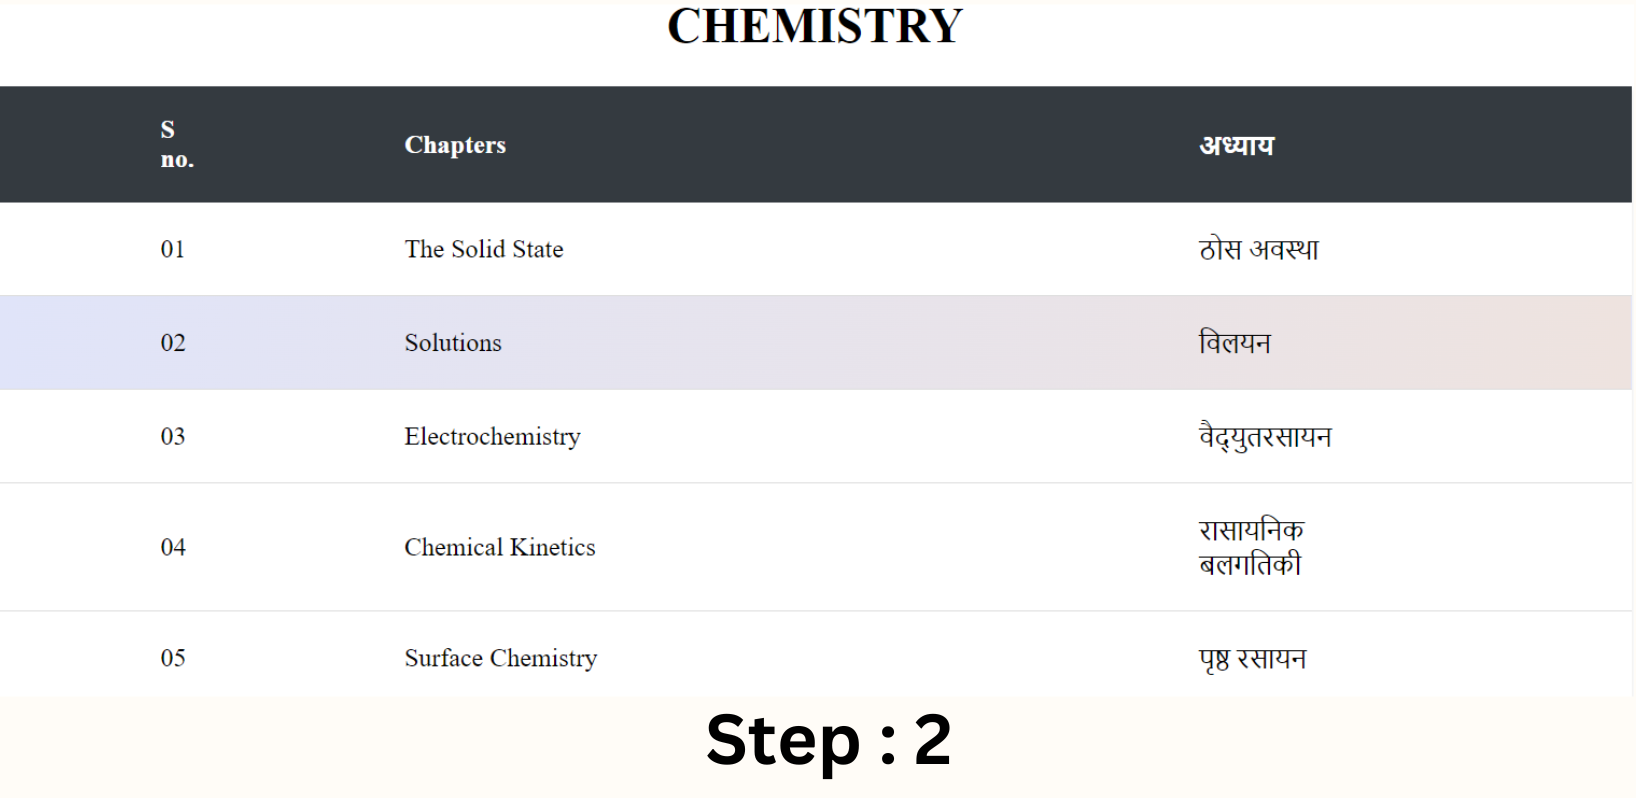 CHEMISTRY
S
no.
Chapters
अध्याय
01
The Solid State
ठोस अवस्था
02
Solutions
विलयन
03
Electrochemistry
वैद्युतरसायन
04
Chemical Kinetics
रासायनिक
बलगतिकी
05
Surface Chemistry
पृष्ठ रसायन
Step : 2